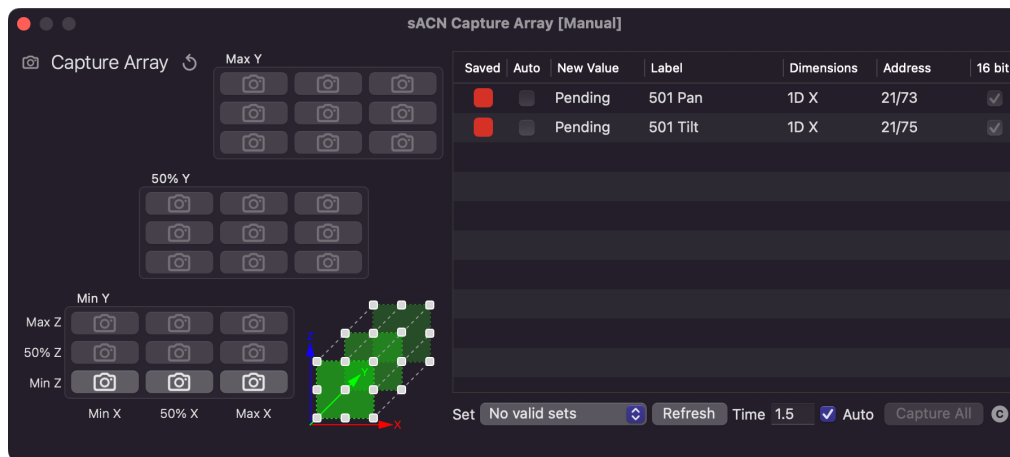 sACN Capture Array [Manual]
Capture Array
Max Y
50% Y
Min Y
Max Z
50% Z
Min Z
Min X 50% X Max X
Z
Y
X
Saved Auto New Value Label Dimensions Address 16 bit
Pending 501 Pan 1D X 21/73
Pending 501 Tilt 1D X 21/75
Set No valid sets Refresh Time 1.5 Auto Capture All C